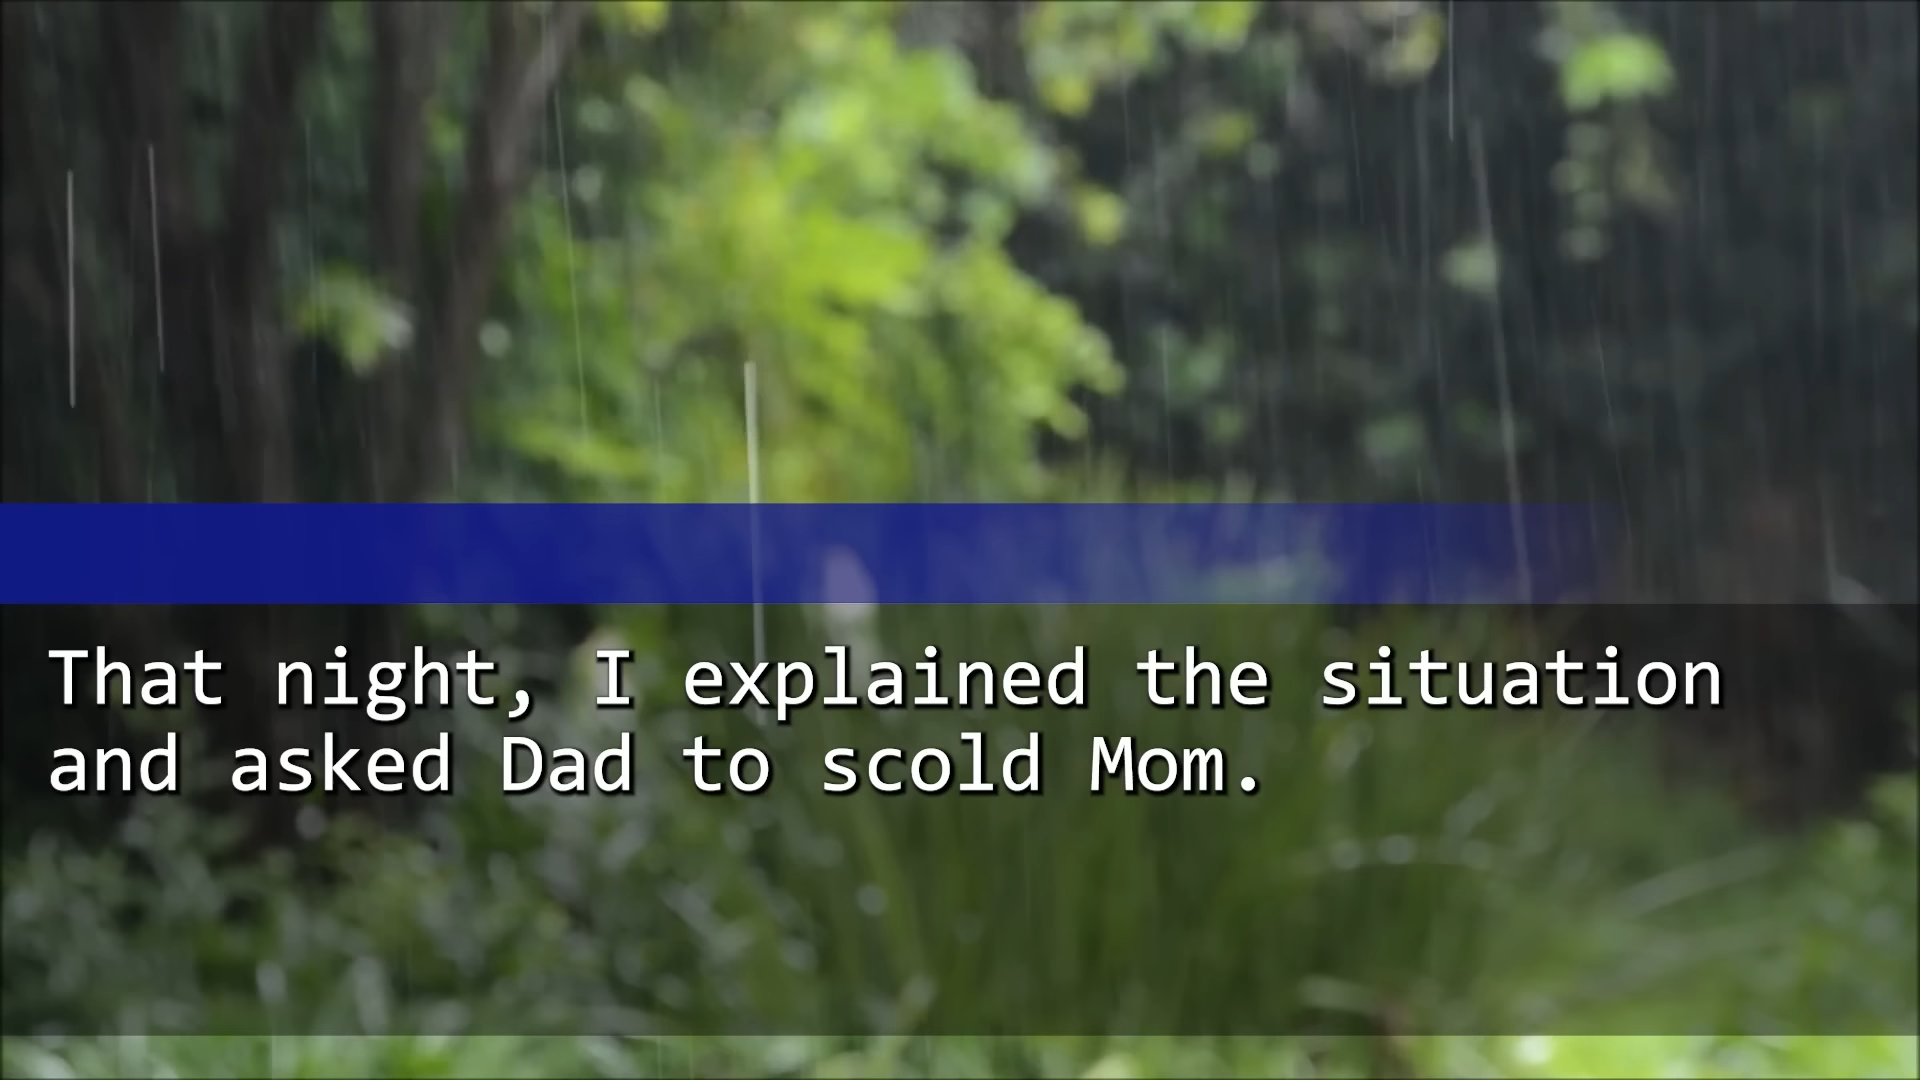 That night, I explained the situation
and asked Dad to scold Mom.